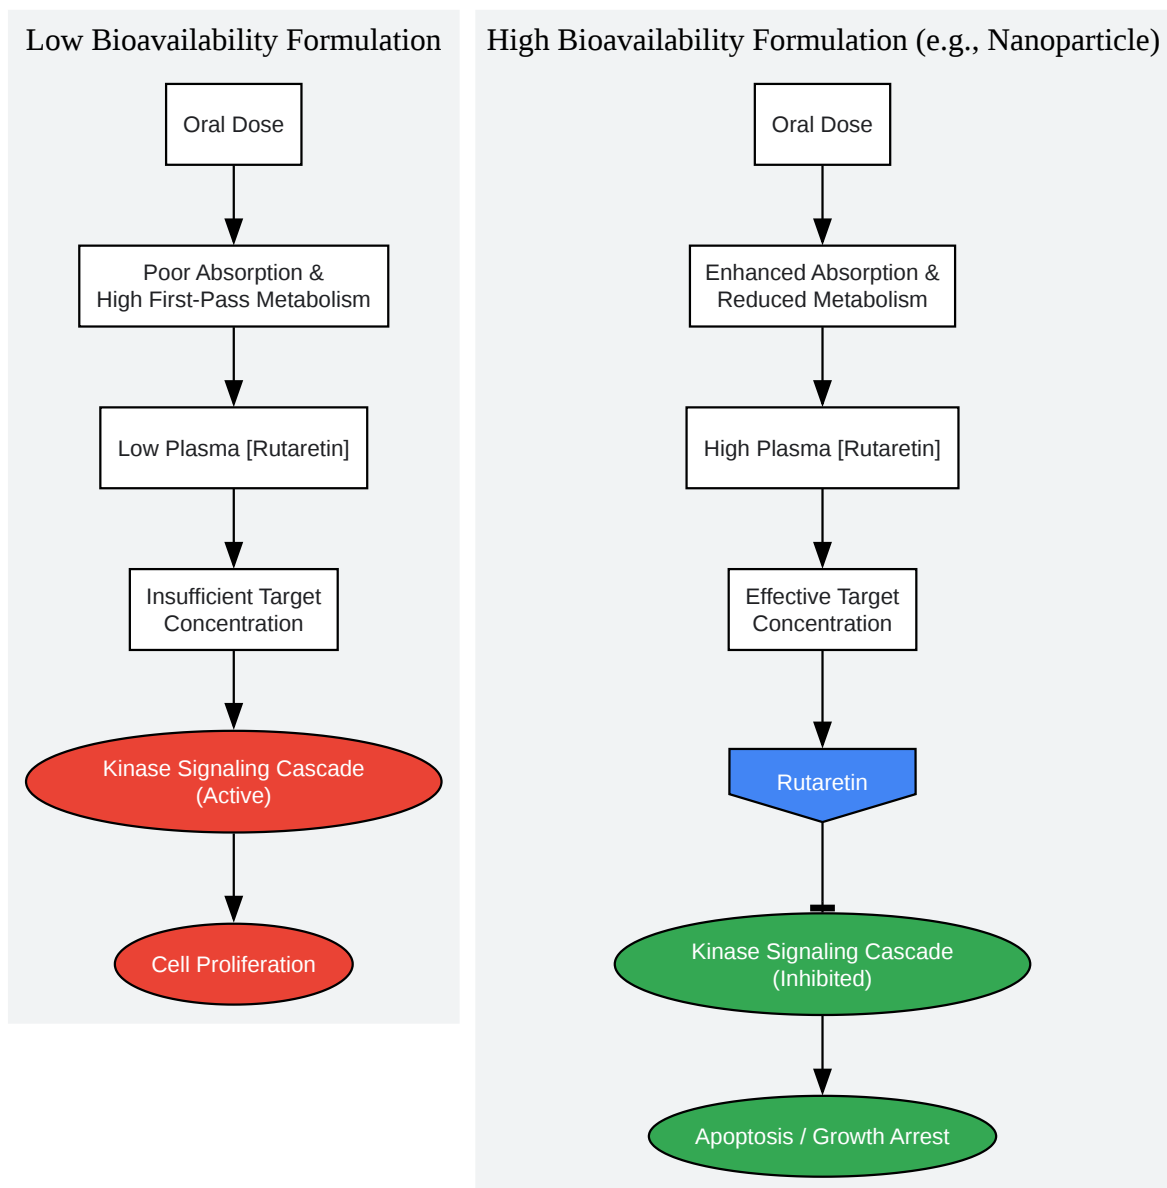 Low Bioavailability Formulation
Oral Dose
Poor Absorption &
High First-Pass Metabolism
Low Plasma [Rutaretin]
Insufficient Target
Concentration
Kinase Signaling Cascade
(Active)
Cell Proliferation
High Bioavailability Formulation (e.g., Nanoparticle)
Oral Dose
Enhanced Absorption &
Reduced Metabolism
High Plasma [Rutaretin]
Effective Target
Concentration
Rutaretin
Kinase Signaling Cascade
(Inhibited)
Apoptosis / Growth Arrest